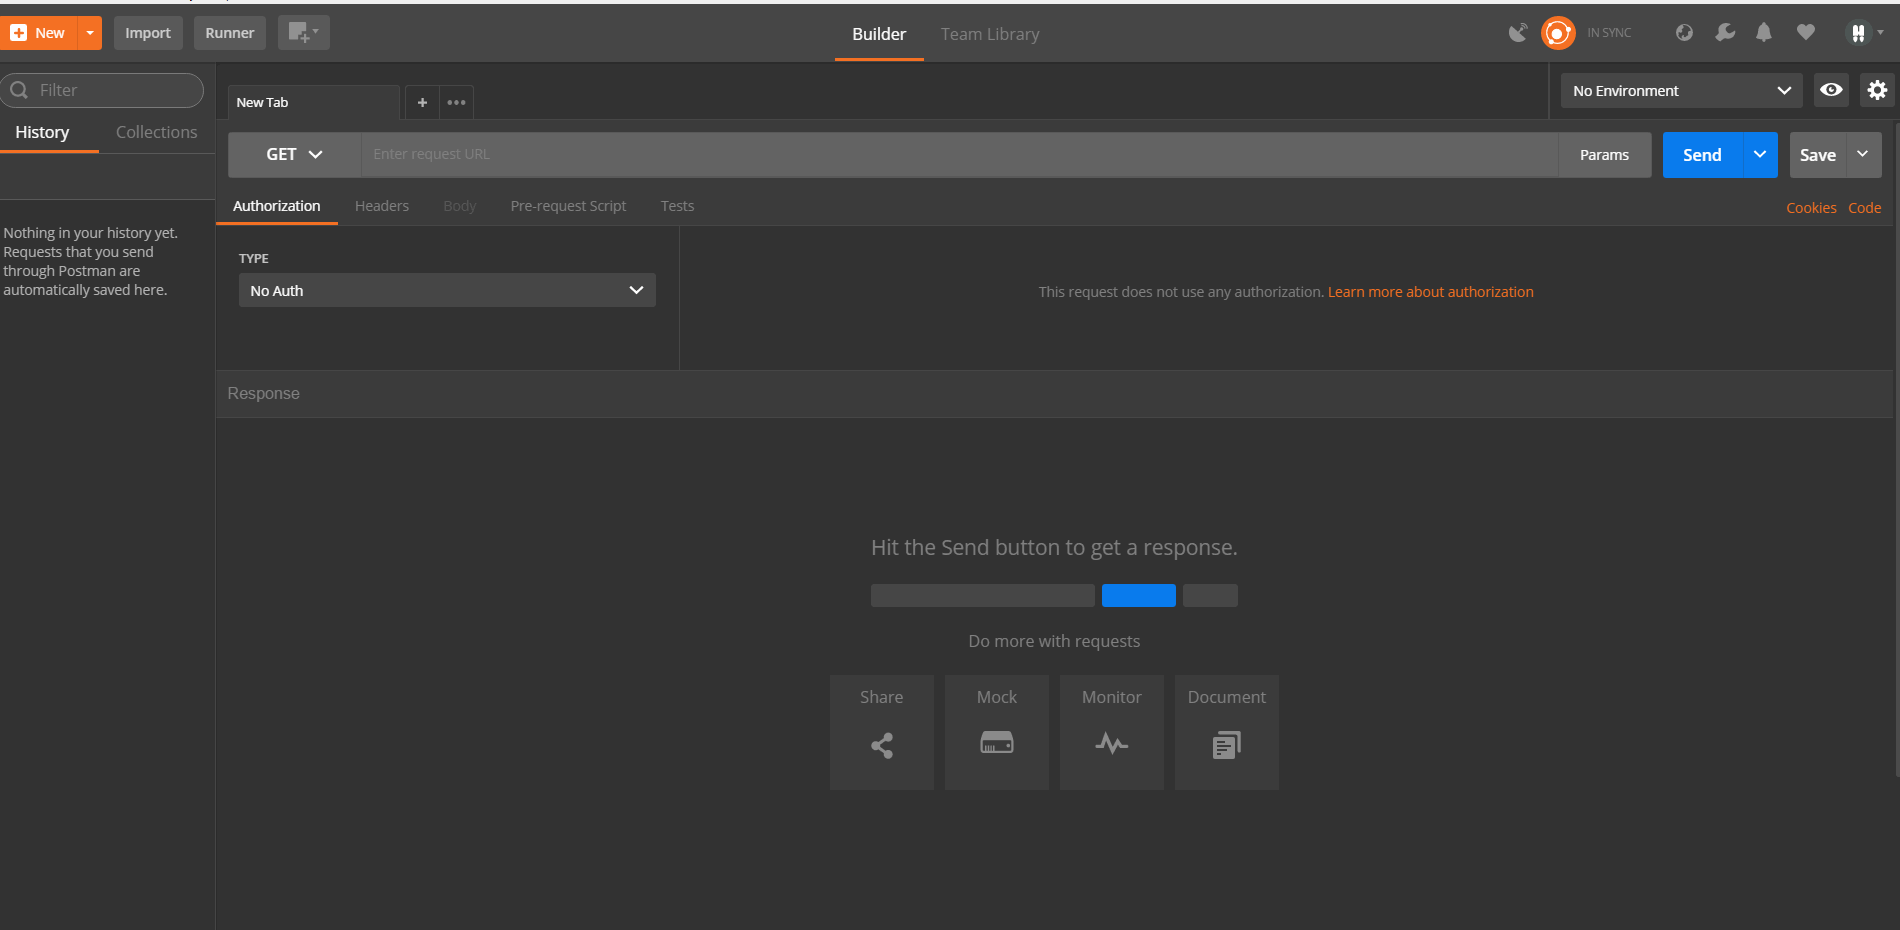 New
Import
Runner
Builder
Team Library
IN SYNC
Filter
History
Collections
Nothing in your history yet.
Requests that you send
through Postman are
automatically saved here.
New Tab
No Environment
GET
Enter request URL
Params
Send
Save
Authorization
Headers
Body
Pre-request Script
Tests
Cookies
Code
TYPE
No Auth
This request does not use any authorization. Learn more about authorization
Response
Hit the Send button to get a response.
Do more with requests
Share
Mock
Monitor
Document